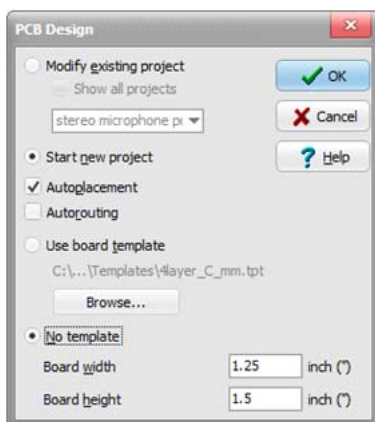 PCB Design
Modify existing project
OK
Show all projects
stereo microphone
Cancel
Start new project
Help
Autoplacement
Autorouting
Use board template
C:\...\Templates\4layer_C_mm.tpt
Browse...
No template
Board width 1.25 inch (")
Board height 1.5 inch (")